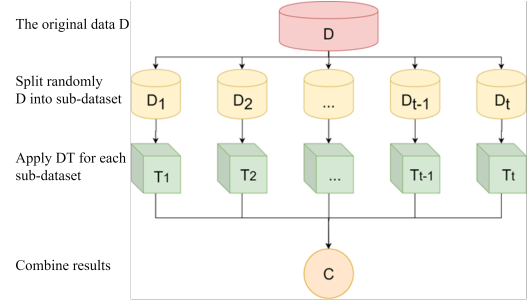 The original data D
D
Split randomly
D into sub-dataset
D1 D2 ... Dt-1 Dt
Apply DT for each
sub-dataset
T1 T2 ... Tt-1 Tt
Combine results
C